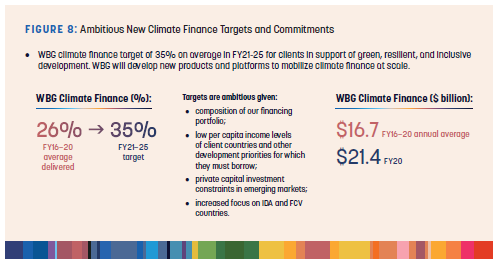 FIGURE 8: Ambitious New Climate Finance Targets and Commitments
• WBG climate finance target of 35% on average in FY21-25 for clients in support of green, resilient, and inclusive
development. WBG will develop new products and platforms to mobilize climate finance at scale.
WBG Climate Finance (%):
26% → 35%
FY16–20 average delivered
FY21–25 target
Targets are ambitious given:
• composition of our financing
portfolio;
• low per capita income levels
of client countries and other
development priorities for which
they must borrow;
• private capital investment
constraints in emerging markets;
• increased focus on IDA and FCV
countries.
WBG Climate Finance ($ billion):
$16.7 FY16–20 annual average
$21.4 FY20